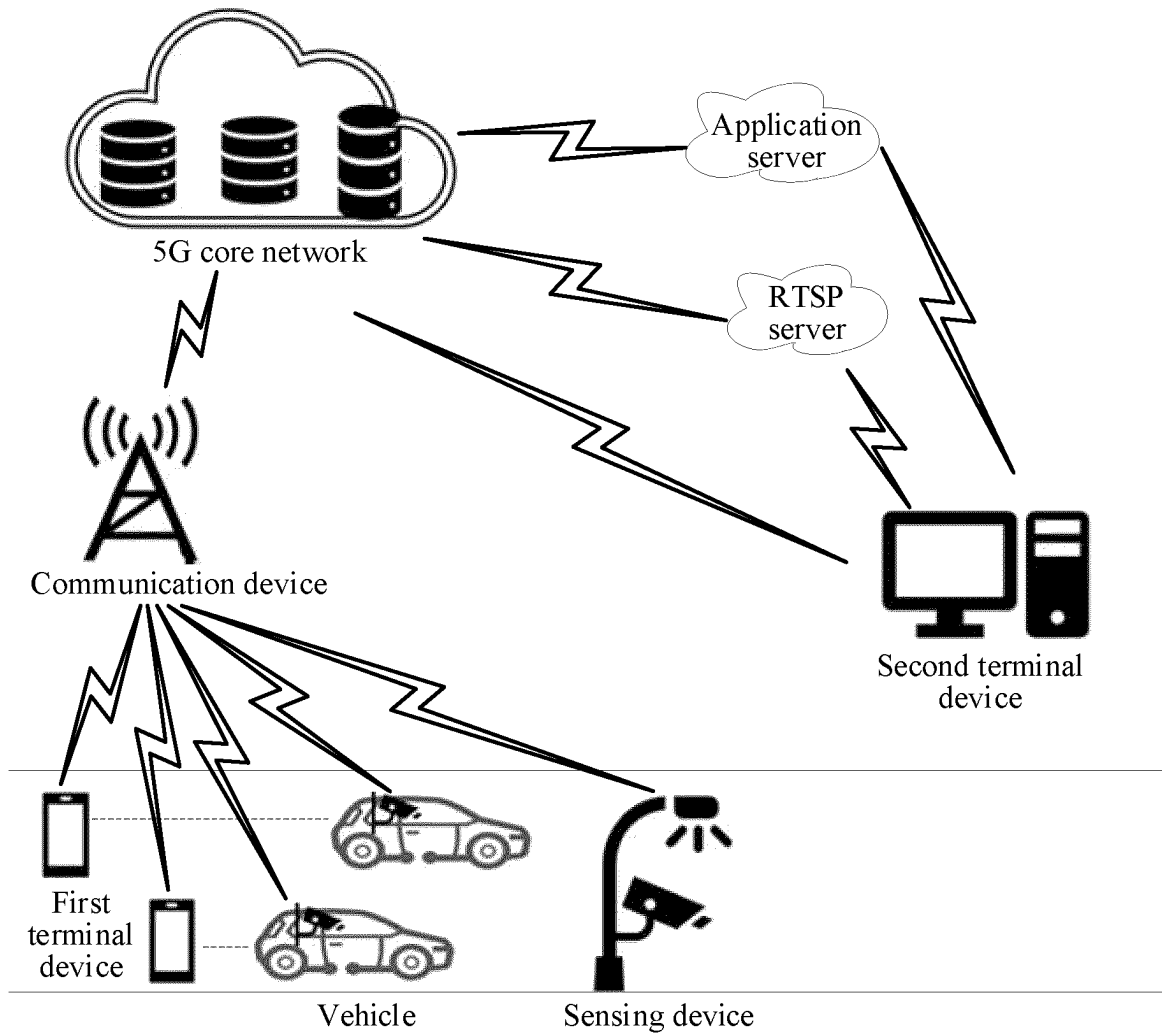 Application
server
5G core network
RTSP
server
Communication device
Second terminal
device
First
terminal
device
Vehicle
Sensing device